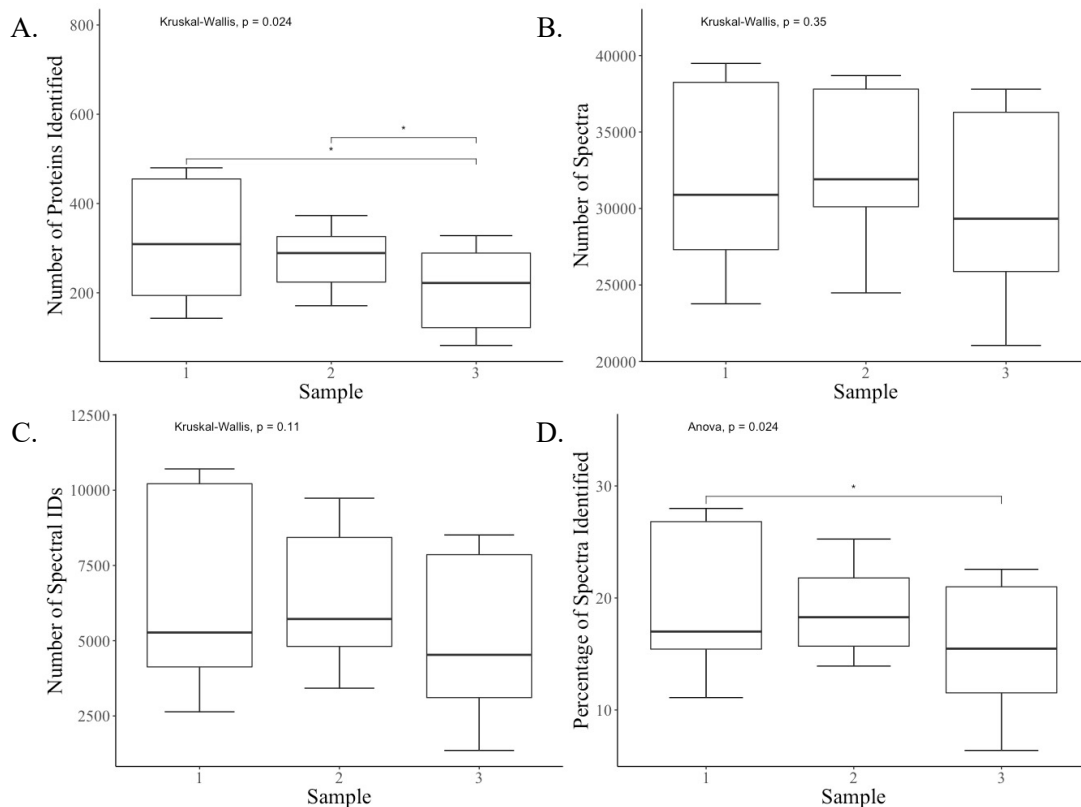 A.
Kruskal-Wallis, p = 0.024
Number of Proteins Identified
800
600
400
200
*
*
1 2 3
Sample
B.
Kruskal-Wallis, p = 0.35
Number of Spectra
40000
35000
30000
25000
20000
1 2 3
Sample
C.
Kruskal-Wallis, p = 0.11
Number of Spectral IDs
12500
10000
7500
5000
2500
1 2 3
Sample
D.
Anova, p = 0.024
Percentage of Spectra Identified
30
20
10
*
1 2 3
Sample